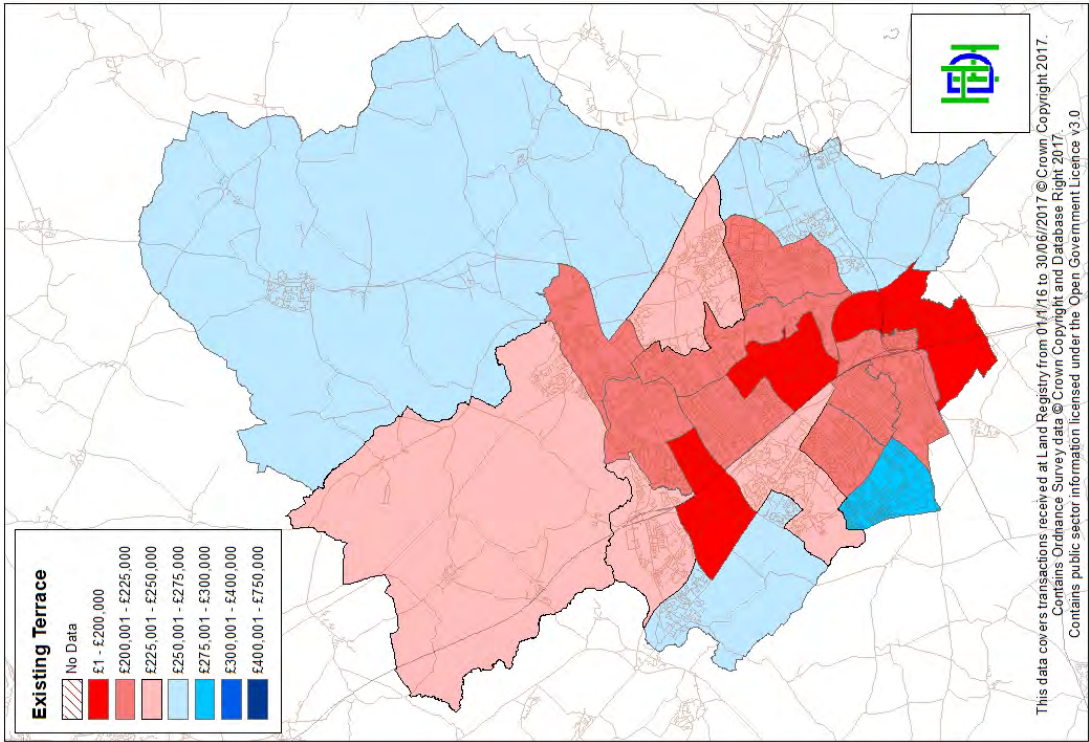 Existing Terrace
No Data
£1 - £200,000
£200,001 - £225,000
£225,001 - £250,000
£250,001 - £275,000
£275,001 - £300,000
£300,001 - £400,000
£400,001 - £750,000
HDH
This data covers transactions received at Land Registry from 01/1/16 to 30/06//2017 © Crown Copyright 2017.
Contains Ordnance Survey data © Crown Copyright and Database Right 2017.
Contains public sector information licensed under the Open Government Licence v3.0